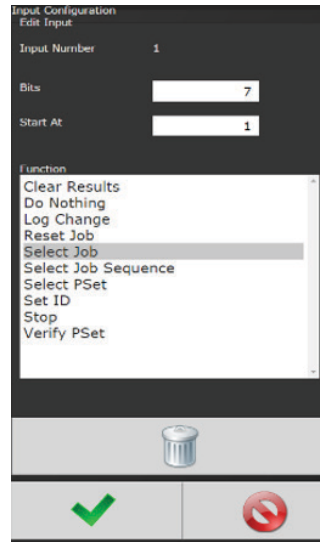 Input Configuration
Edit Input
Input Number 1
Bits 7
Start At 1
Function
Clear Results
Do Nothing
Log Change
Reset Job
Select Job
Select Job Sequence
Select PSet
Set ID
Stop
Verify PSet